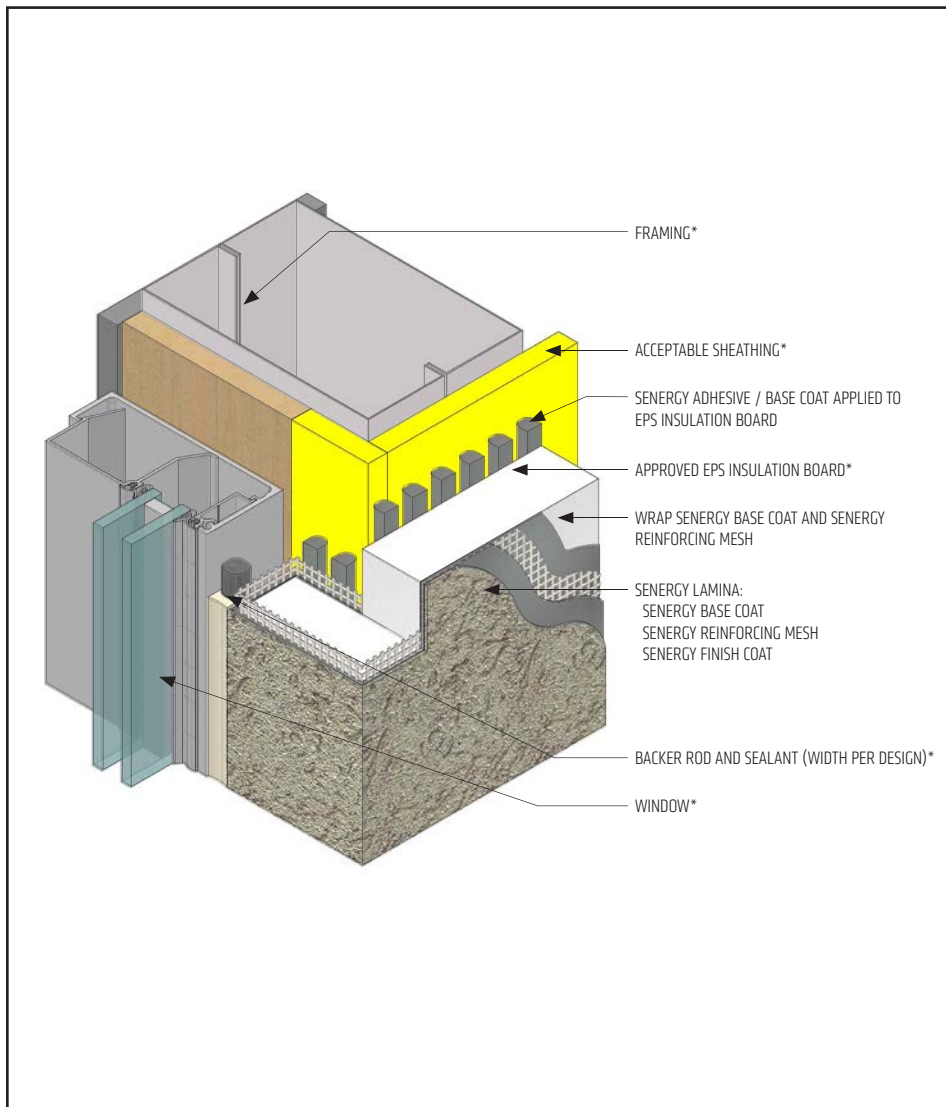 FRAMING*
ACCEPTABLE SHEATHING*
SENERGY ADHESIVE / BASE COAT APPLIED TO
EPS INSULATION BOARD
APPROVED EPS INSULATION BOARD*
WRAP SENERGY BASE COAT AND SENERGY
REINFORCING MESH
SENERGY LAMINA:
SENERGY BASE COAT
SENERGY REINFORCING MESH
SENERGY FINISH COAT
BACKER ROD AND SEALANT (WIDTH PER DESIGN)*
WINDOW*